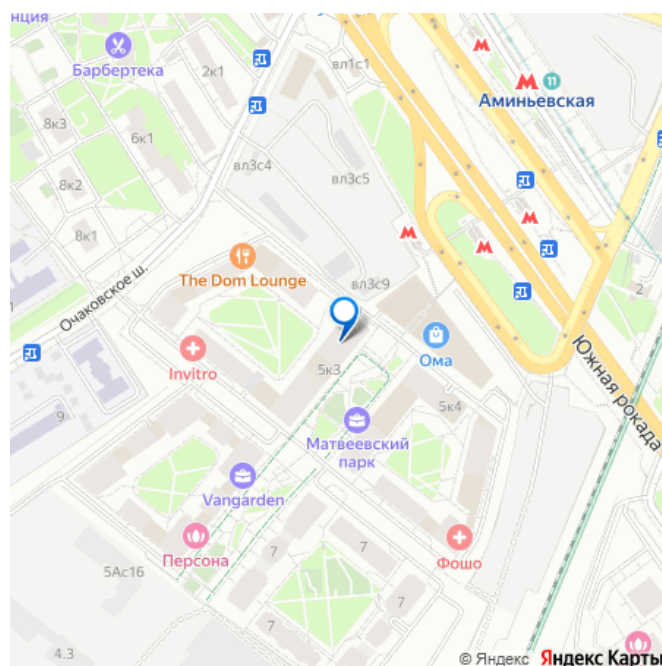 нция
Барбертека
2к1
вл1с1
11
Аминьевская
8к3
6к1
вл3с4
вл3с5
8к2
8к1
The Dom Lounge
вл3с9
2
Очаковское ш.
Invitro
Ома
Южная рокада
5к3
9
5к4
Матвеевский
парк
Vangarden
Персона
Фошо
7
7
7
5Ас16
4.3
© Яндекс Яндекс Карты